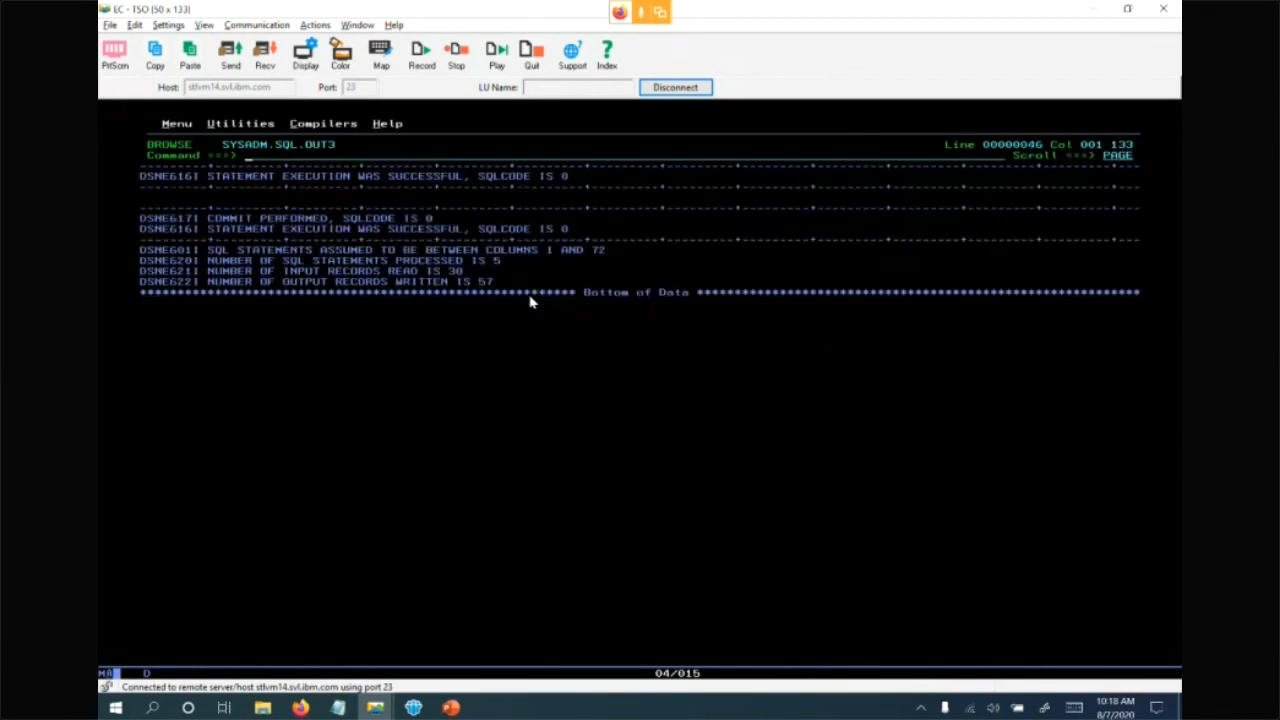 EC - TSO (50 x 133)
File Edit Settings View Communication Actions Window Help
PrtScrn Copy Paste Send Recv Display Color Map Record Stop Play Quit Support Index
Host: stlvm14.svl.ibm.com Port: 23 LU Name: Disconnect
Menu Utilities Compilers Help
BROWSE SYSADM.SQL.OUT3 Line 00000046 Col 001 133
Command ===> Scroll ===> PAGE
---------+---------+---------+---------+---------+---------+---------+---------+---------+---------+---------+---------+---------+---
DSNE616I STATEMENT EXECUTION WAS SUCCESSFUL, SQLCODE IS 0
---------+---------+---------+---------+---------+---------+---------+---------+---------+---------+---------+---------+---------+---
---------+---------+---------+---------+---------+---------+---------+---------+---------+---------+---------+---------+---------+---
DSNE617I COMMIT PERFORMED, SQLCODE IS 0
DSNE616I STATEMENT EXECUTION WAS SUCCESSFUL, SQLCODE IS 0
---------+---------+---------+---------+---------+---------+---------+---------+---------+---------+---------+---------+---------+---
DSNE601I SQL STATEMENTS ASSUMED TO BE BETWEEN COLUMNS 1 AND 72
DSNE620I NUMBER OF SQL STATEMENTS PROCESSED IS 5
DSNE621I NUMBER OF INPUT RECORDS READ IS 30
DSNE622I NUMBER OF OUTPUT RECORDS WRITTEN IS 57
********************************************************** Bottom of Data ***********************************************************
MA D 04/015
Connected to remote server/host stlvm14.svl.ibm.com using port 23
10:18 AM
8/7/2020